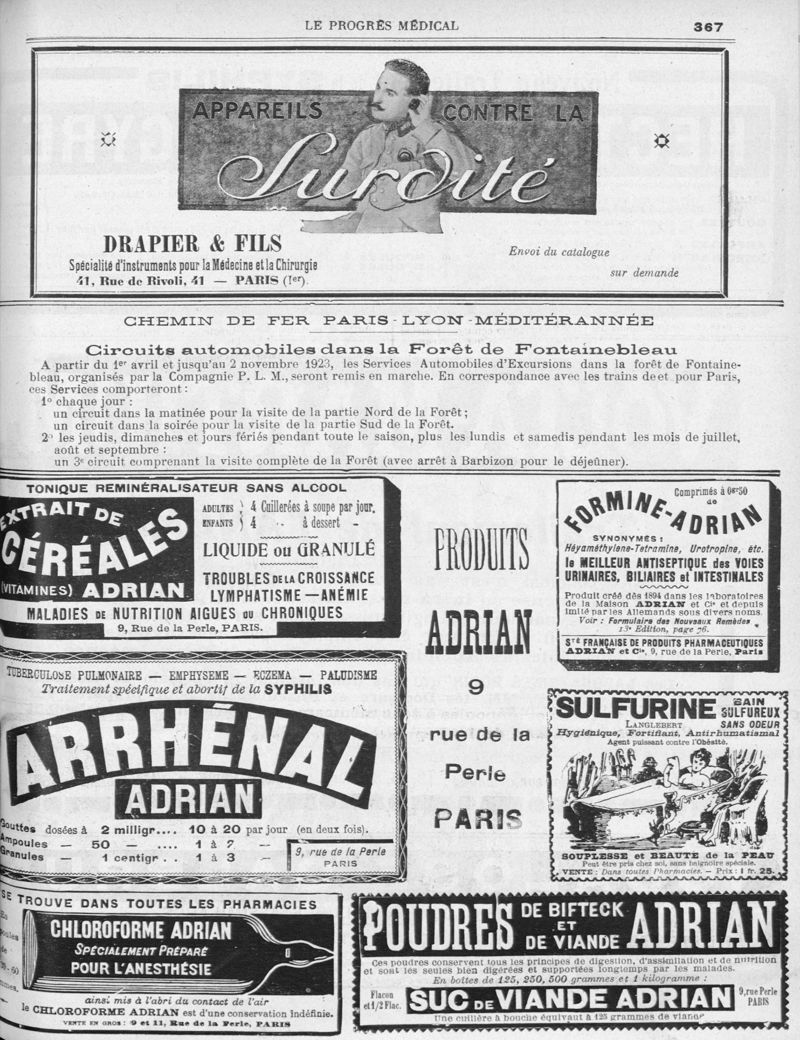 LE PROGRÈS MÉDICAL
367
APPAREILS CONTRE LA
Surdité
DRAPIER & FILS
Spécialité d'instruments pour la Médecine et la Chirurgie
41, Rue de Rivoli, 41 — PARIS (Ier).
Envoi du catalogue
sur demande
CHEMIN DE FER PARIS-LYON-MÉDITÉRANNÉE
Circuits automobiles dans la Forêt de Fontainebleau
A partir du 1er avril et jusqu'au 2 novembre 1923, les Services Automobiles d'Excursions dans la forêt de Fontaine-
bleau, organisés par la Compagnie P. L. M., seront remis en marche. En correspondance avec les trains de et pour Paris,
ces Services comporteront :
1° chaque jour :
un circuit dans la matinée pour la visite de la partie Nord de la Forêt ;
un circuit dans la soirée pour la visite de la partie Sud de la Forêt.
2° les jeudis, dimanches et jours fériés pendant toute le saison, plus les lundis et samedis pendant les mois de juillet,
août et septembre :
un 3e circuit comprenant la visite complète de la Forêt (avec arrêt à Barbizon pour le déjeûner).
TONIQUE REMINÉRALISATEUR SANS ALCOOL
EXTRAIT DE
CÉRÉALES
(VITAMINES) ADRIAN
ADULTES } 4 Cuillerées à soupe par jour.
ENFANTS } 4 „ à dessert –
LIQUIDE ou GRANULÉ
TROUBLES DE LA CROISSANCE
LYMPHATISME — ANÉMIE
MALADIES DE NUTRITION AIGUES OU CHRONIQUES
9, Rue de la Perle, PARIS.
PRODUITS
ADRIAN
9
rue de la
Perle
PARIS
Comprimés à 0gr50
de
FORMINE-ADRIAN
SYNONYMES :
Héyaméthylene-Tetramine, Urotropine, etc.
le MEILLEUR ANTISEPTIQUE des VOIES
URINAIRES, BILIAIRES et INTESTINALES
Produit créé dès 1894 dans les laboratoires
de la Maison ADRIAN et Cie et depuis
imité par les Allemands sous divers noms.
Voir : Formulaire des Nouveaux Remèdes
13e Edition, page 76.
Sté FRANÇAISE DE PRODUITS PHARMACEUTIQUES
ADRIAN et Cie, 9, rue de la Perle, Paris
TUBERCULOSE PULMONAIRE — EMPHYSEME — ECZEMA — PALUDISME
Traitement spécifique et abortif de la SYPHILIS
ARRHÉNAL
ADRIAN
Gouttes dosées à 2 milligr.... 10 à 20 par jour (en deux fois).
Ampoules — 50 — .... 1 à 2 —
Granules — 1 centigr . . 1 à 3 —
9, rue de la Perle
PARIS
SULFURINE
LANGLEBERT
BAIN
SULFUREUX
SANS ODEUR
Hygiénique, Fortifiant, Antirhumatismal
Agent puissant contre l'Obésité.
SOUPLESSE et BEAUTE de la PEAU
Peut être pris chez soi, sans baignoire spéciale.
VENTE : Dans toutes Pharmacies. — Prix : 1 fr. 25.
SE TROUVE DANS TOUTES LES PHARMACIES
CHLOROFORME ADRIAN
SPÉCIALEMENT PRÉPARÉ
POUR L'ANESTHÉSIE
ainsi mis à l'abri du contact de l'air
le CHLOROFORME ADRIAN est d'une conservation indéfinie.
VENTE EN GROS : 9 et 11, Rue de la Perle, PARIS
POUDRES DE BIFTECK
ET
DE VIANDE ADRIAN
Ces poudres conservent tous les principes de digestion, d'assimilation et de nutrition
et sont les seules bien digérées et supportées longtemps par les malades.
En bottes de 125, 250, 500 grammes et 1 kilogramme :
Flacon
et 1/2 Flac.
SUC DE VIANDE ADRIAN
9, rue Perle
PARIS
Une cuillère à bouche équivaut à 125 grammes de viande